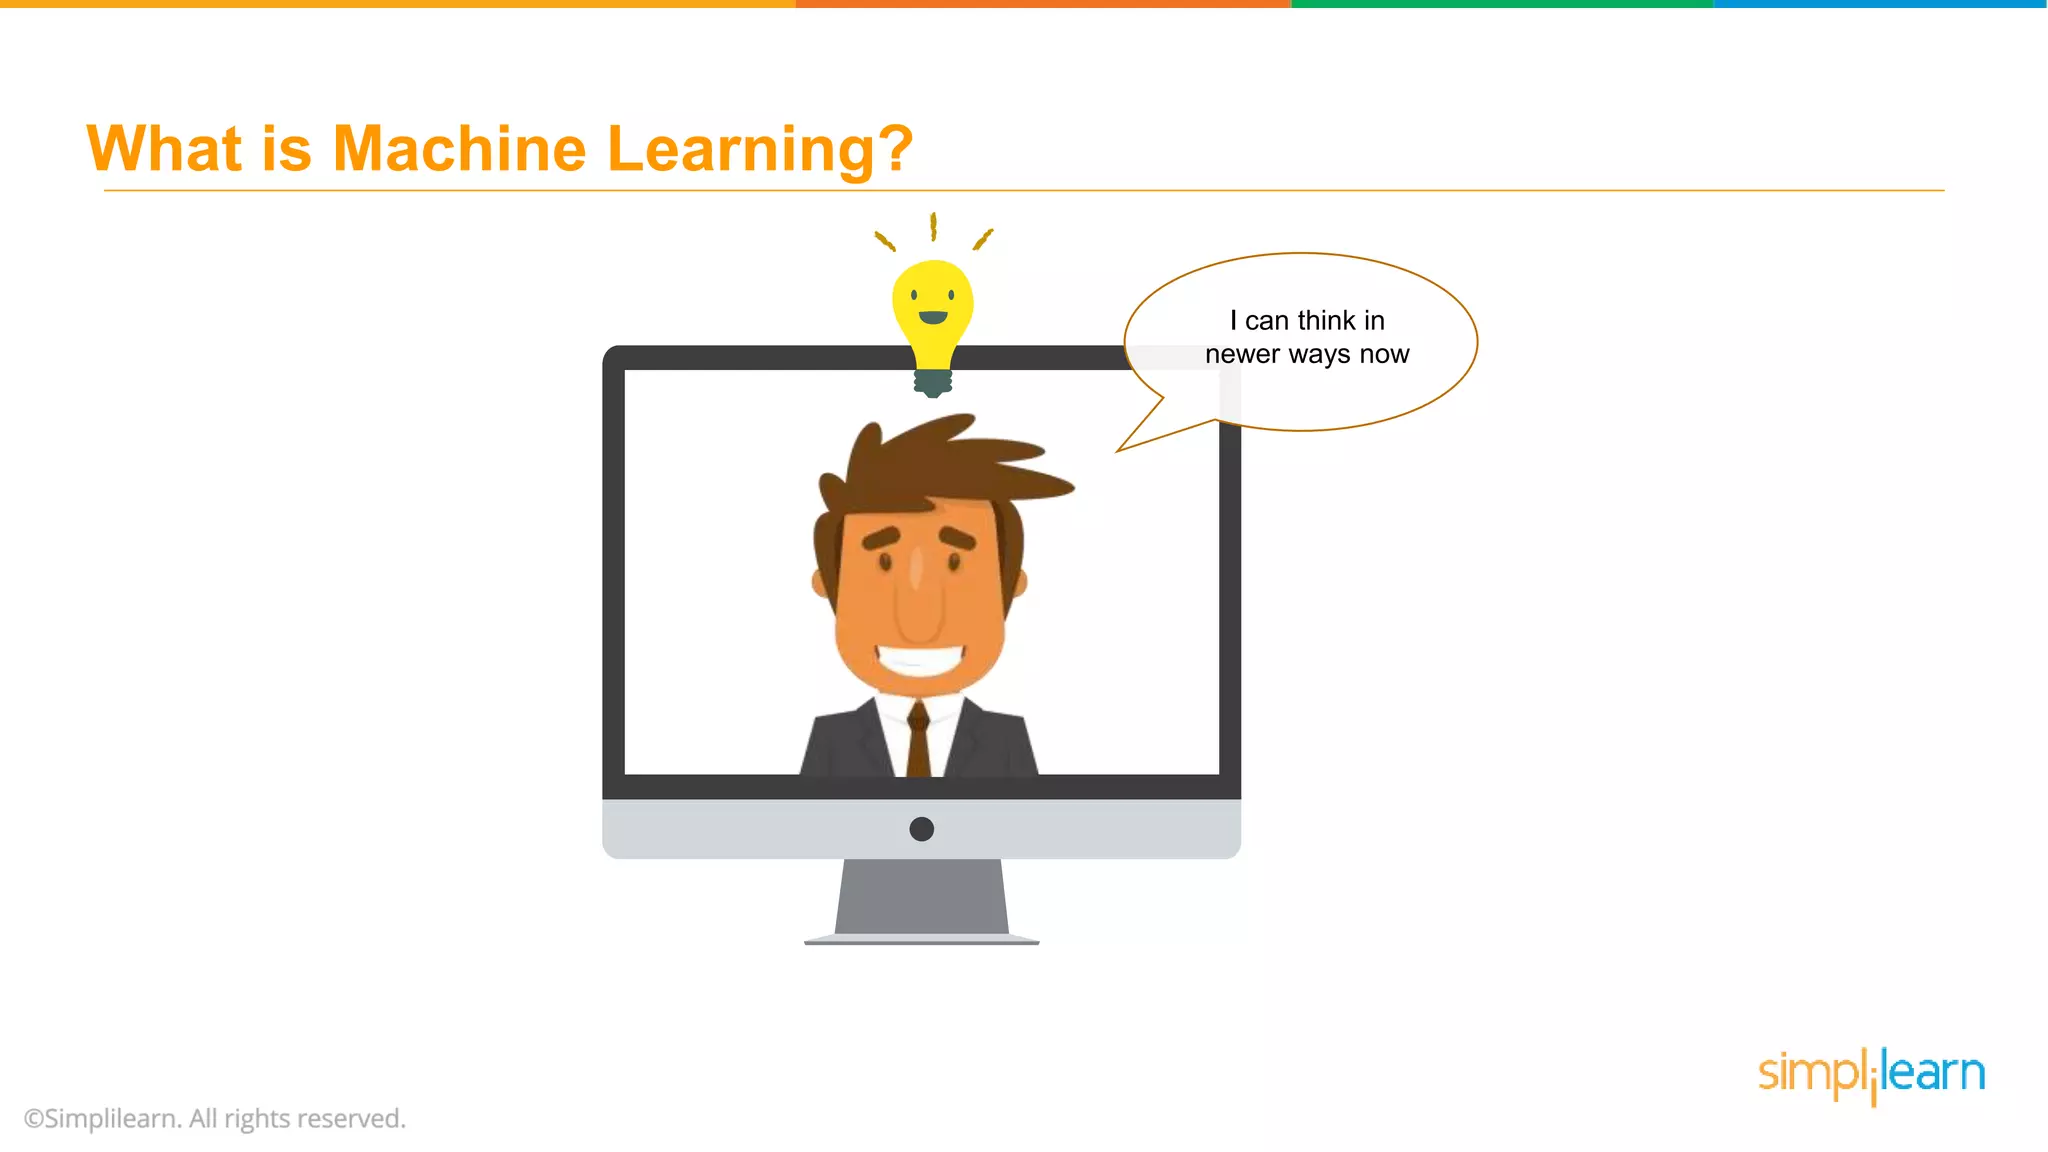 What is Machine Learning?
I can think in
newer ways now
simplilearn
©Simplilearn. All rights reserved.